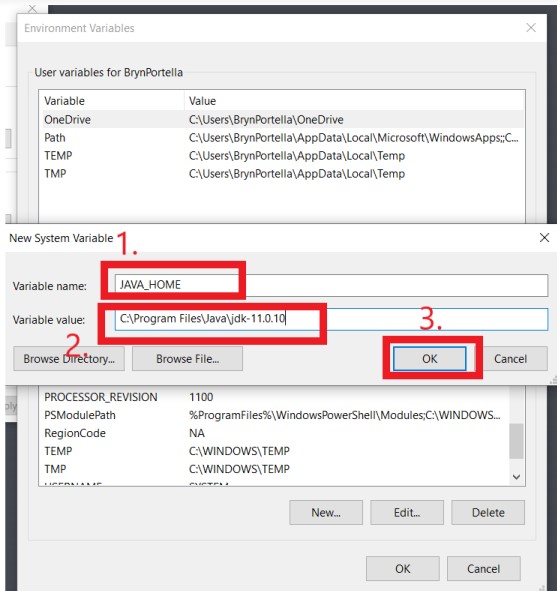 Environment Variables
User variables for BrynPortella
Variable Value
OneDrive C:\Users\BrynPortella\OneDrive
Path C:\Users\BrynPortella\AppData\Local\Microsoft\WindowsApps;;C...
TEMP C:\Users\BrynPortella\AppData\Local\Temp
TMP C:\Users\BrynPortella\AppData\Local\Temp
New System Variable
1.
Variable name: JAVA_HOME
Variable value: C:\Program Files\Java\jdk-11.0.10
2.
3.
Browse Directory... Browse File... OK Cancel
PROCESSOR_REVISION 1100
PSModulePath %ProgramFiles%\WindowsPowerShell\Modules;C:\WINDOWS...
RegionCode NA
TEMP C:\WINDOWS\TEMP
TMP C:\WINDOWS\TEMP
USERNAME SYSTEM
New... Edit... Delete
OK Cancel